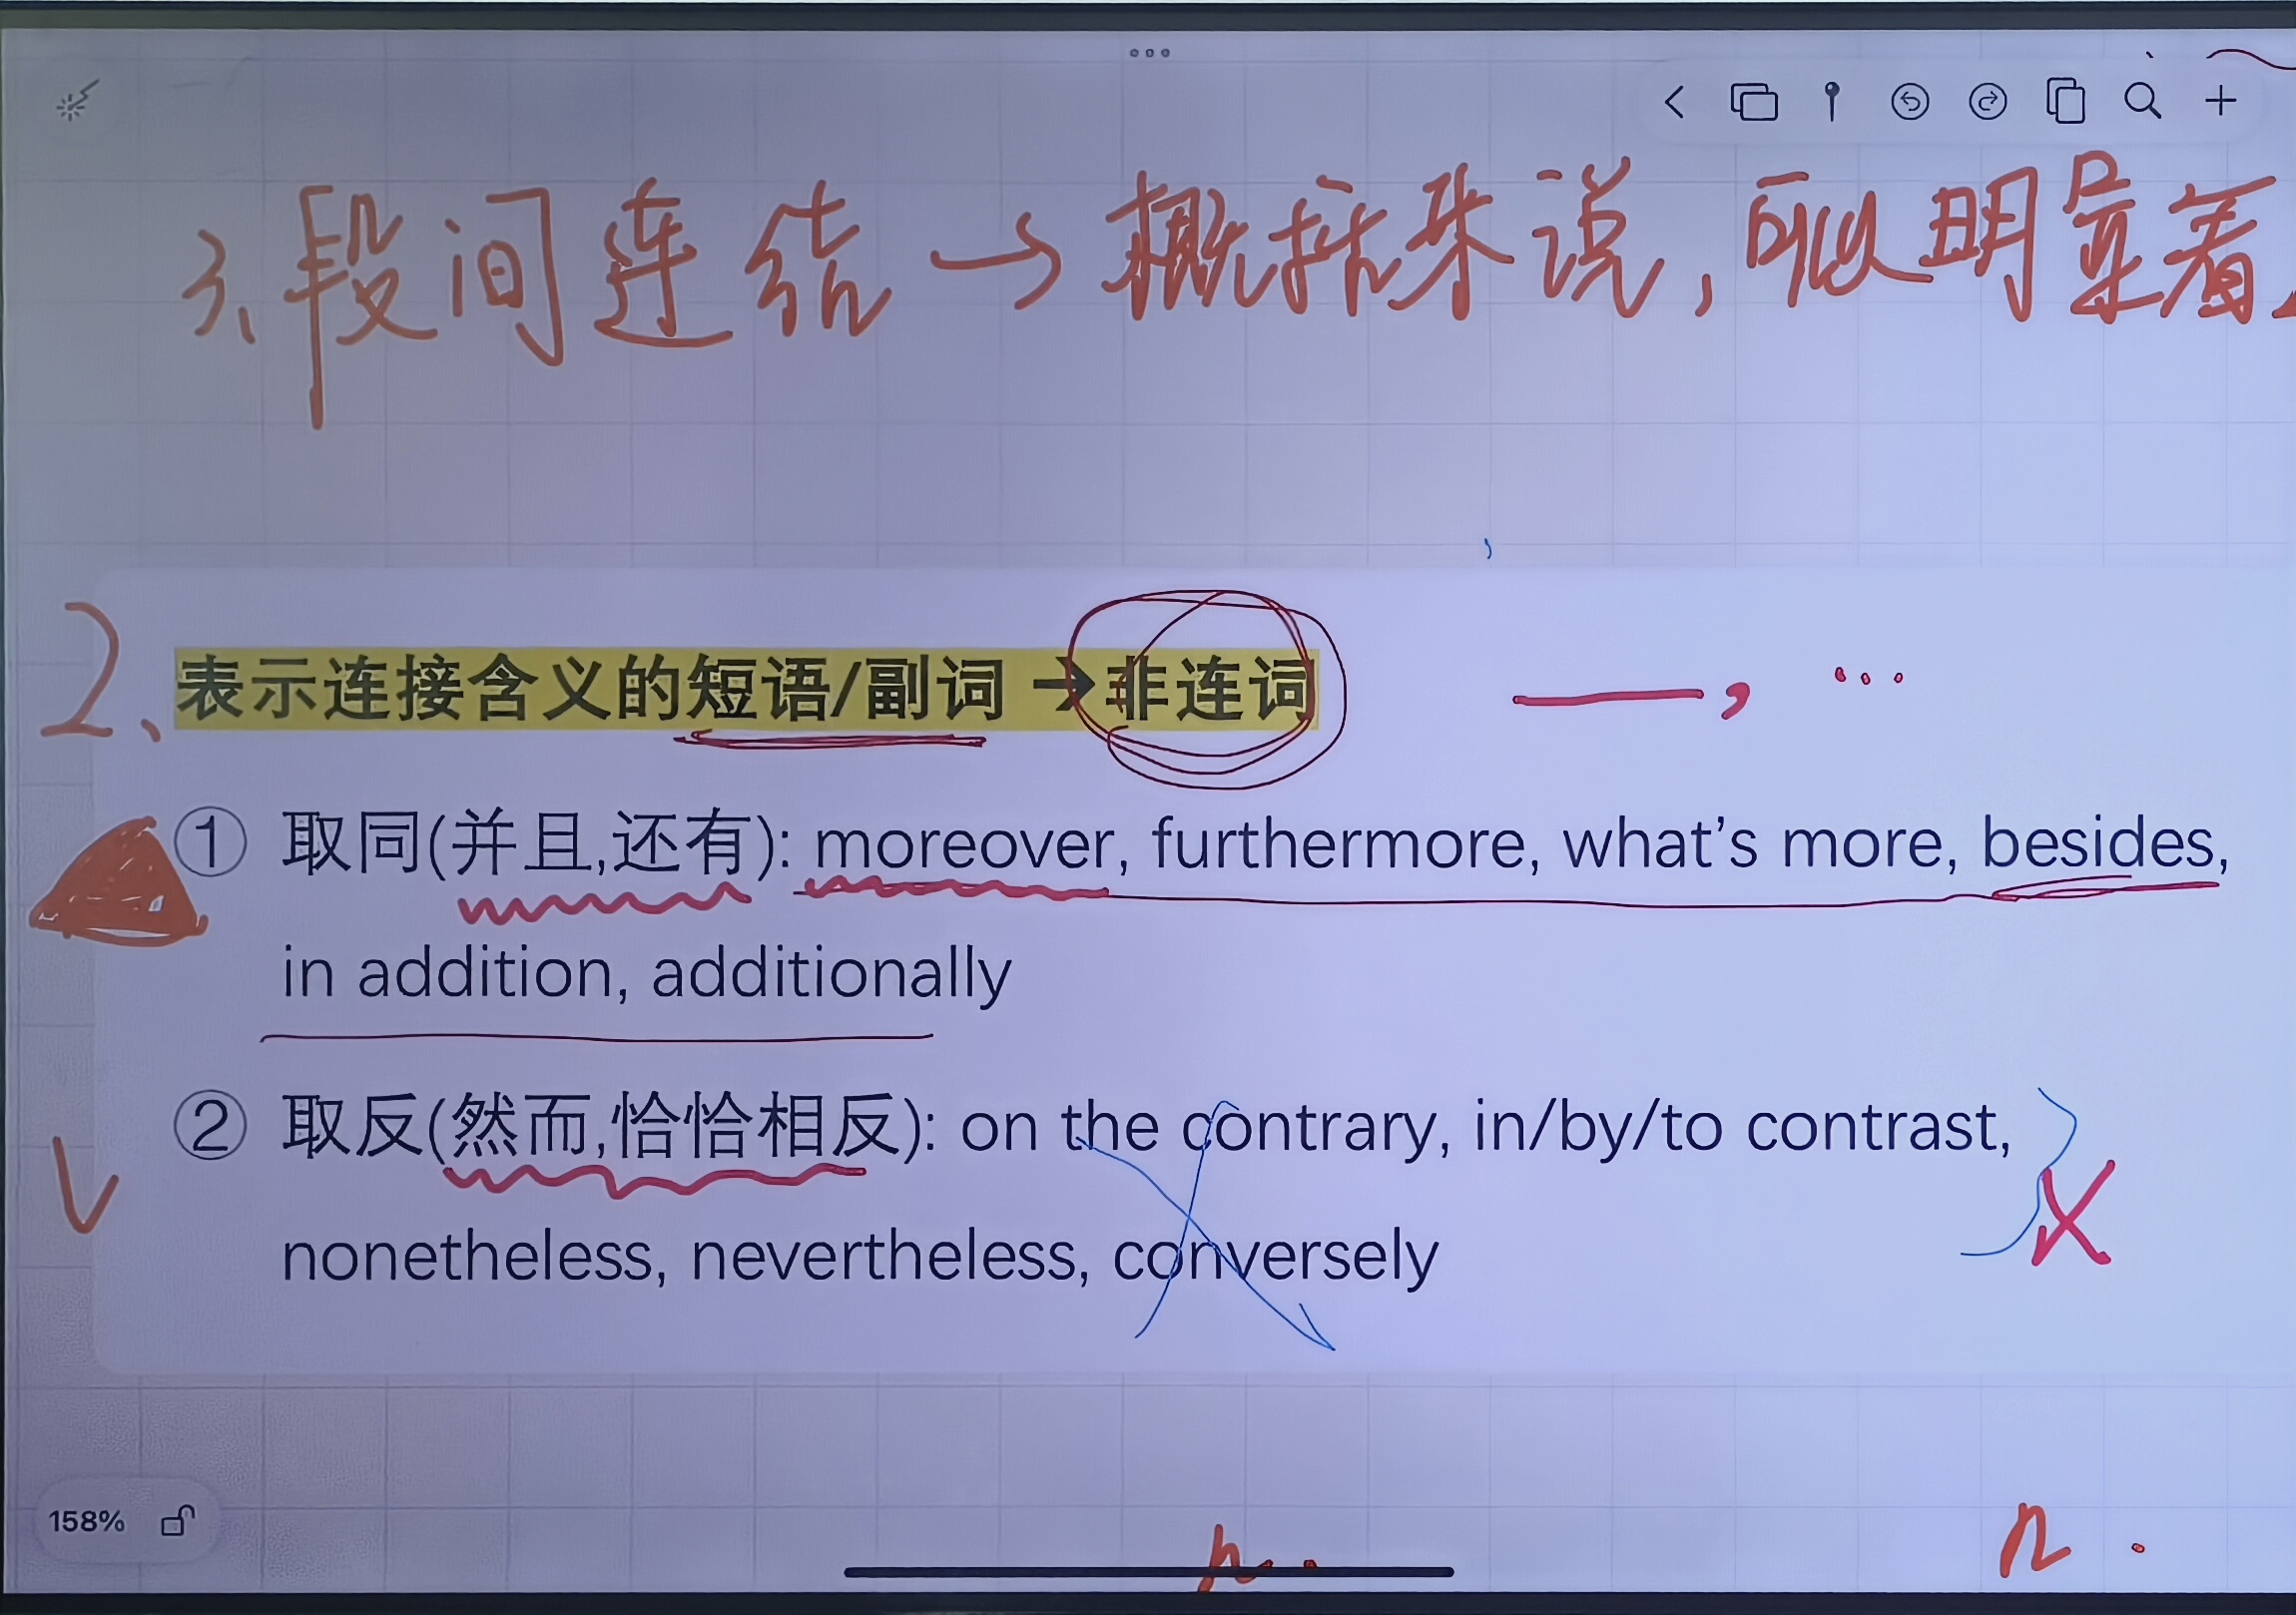 3、段间连结 → 概括来说，可以明显看
2、表示连接含义的短语/副词 →非连词 ——, ...
① 取同(并且,还有): moreover, furthermore, what's more, besides,
in addition, additionally
② 取反(然而,恰恰相反): on the contrary, in/by/to contrast,
nonetheless, nevertheless, conversely
158%